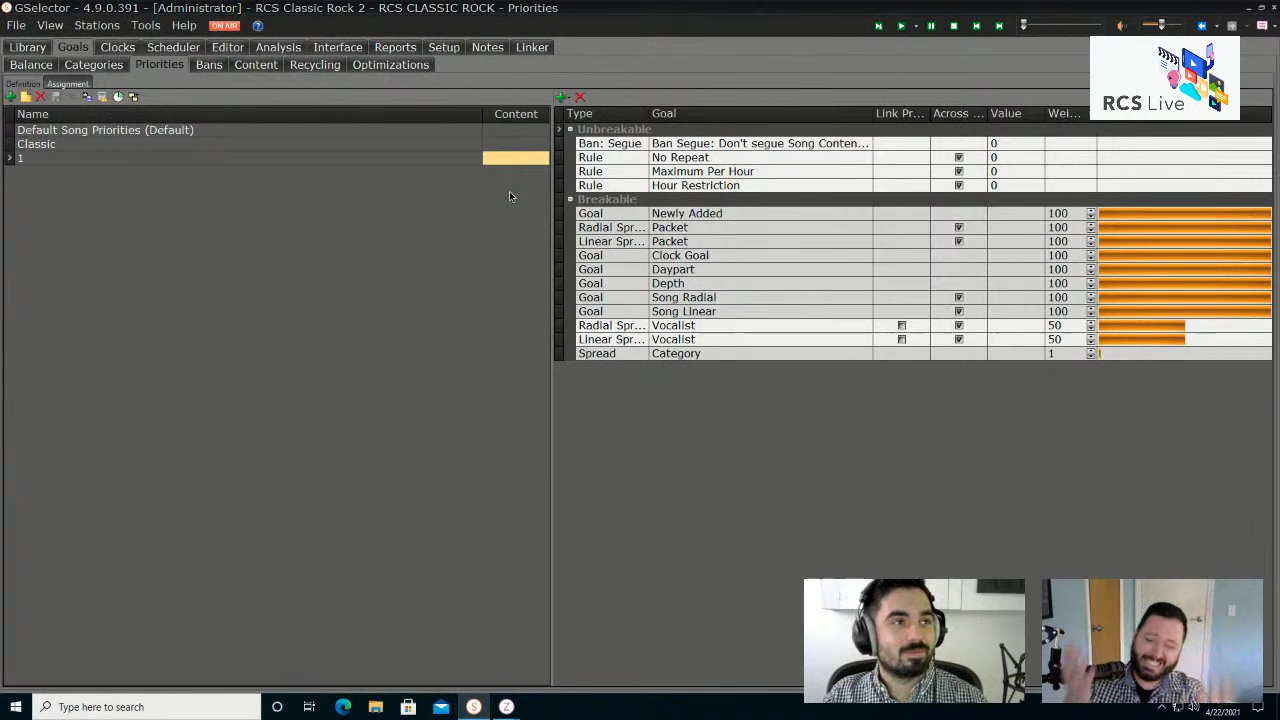 GSelector - 4.9.0.391 - [Administrator] - RCS Classic Rock 2 - RCS CLASSIC ROCK - Priorities
File View Stations Tools Help ON AIR
Library Goals Clocks Scheduler Editor Analysis Interface Reports Setup Notes Linker
Balance Categories Priorities Bans Content Recycling Optimizations
Definition Assignment
RCS Live
Name Content
Default Song Priorities (Default)
Classic
1
Type Goal Link Pr... Across ... Value Wei...
Unbreakable
Ban: Segue Ban Segue: Don't segue Song Conten... 0
Rule No Repeat 0
Rule Maximum Per Hour 0
Rule Hour Restriction 0
Breakable
Goal Newly Added 100
Radial Spr... Packet 100
Linear Spr... Packet 100
Goal Clock Goal 100
Goal Daypart 100
Goal Depth 100
Goal Song Radial 100
Goal Song Linear 100
Radial Spr... Vocalist 50
Linear Spr... Vocalist 50
Spread Category 1
Type here to search
4/22/2021